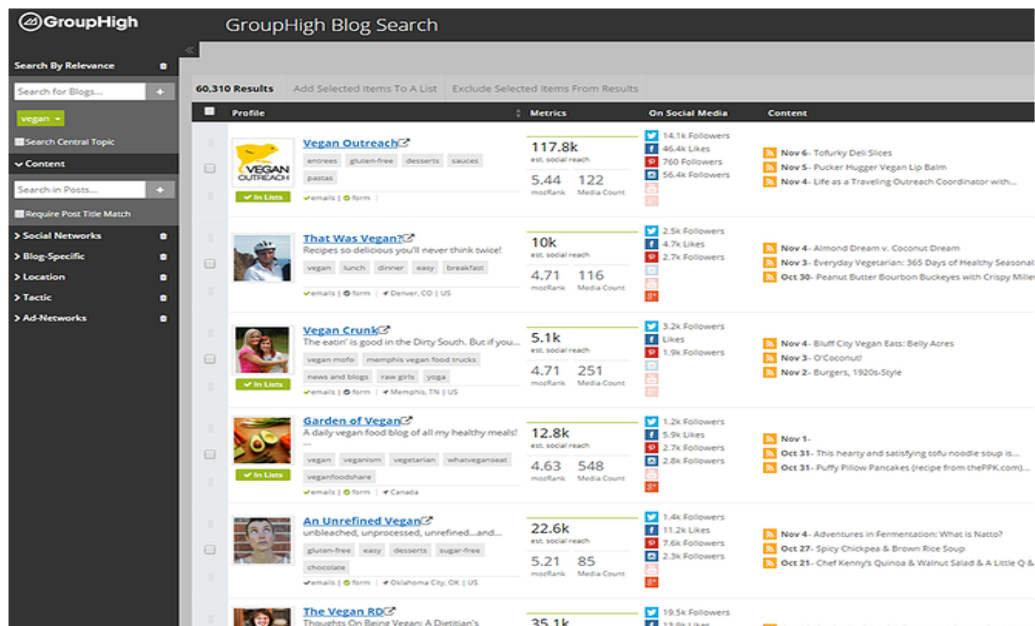 GroupHigh
GroupHigh Blog Search
Search By Relevance
Search for Blogs...
+
vegan
Search Central Topic
Content
Search in Posts...
+
Require Post Title Match
Social Networks
Blog-Specific
Location
Tactic
Ad-Networks
60,310 Results Add Selected Items To A List Exclude Selected Items From Results
Profile Metrics On Social Media Content
VEGAN
OUTREACH
In Lists
Vegan Outreach
entrees gluten-free desserts sauces
pastas
emails | form |
117.8k
est. social reach
5.44 122
mozRank Media Count
14.1k Followers
46.4k Likes
760 Followers
56.4k Followers
Nov 6- Tofurky Deli Slices
Nov 5- Pucker Hugger Vegan Lip Balm
Nov 4- Life as a Traveling Outreach Coordinator with...
That Was Vegan?
Recipes so delicious you'll never think twice!
vegan lunch dinner easy breakfast
emails | form | Denver, CO | US
10k
est. social reach
4.71 116
mozRank Media Count
2.5k Followers
4.7k Likes
2.7k Followers
Nov 4- Almond Dream v. Coconut Dream
Nov 3- Everyday Vegetarian: 365 Days of Healthy Seasonal
Oct 30- Peanut Butter Bourbon Buckeyes with Crispy Mille
In Lists
Vegan Crunk
The eatin' is good in the Dirty South. But if you...
vegan mofo memphis vegan food trucks
news and blogs raw girls yoga
emails | form | Memphis, TN | US
5.1k
est. social reach
4.71 251
mozRank Media Count
3.2k Followers
Likes
1.9k Followers
Nov 4- Bluff City Vegan Eats: Belly Acres
Nov 3- O'Coconut!
Nov 2- Burgers, 1920s-Style
In Lists
Garden of Vegan
A daily vegan food blog of all my healthy meals!
...
vegan veganism vegetarian whatveganseat
veganfoodshare
emails | form | Canada
12.8k
est. social reach
4.63 548
mozRank Media Count
1.2k Followers
5.9k Likes
2.7k Followers
2.8k Followers
Nov 1-
Oct 31- This hearty and satisfying tofu noodle soup is...
Oct 31- Puffy Pillow Pancakes (recipe from thePPK.com)...
An Unrefined Vegan
unbleached, unprocessed, unrefined...and...
gluten-free easy desserts sugar-free
chocolate
emails | form | Oklahoma City, OK | US
22.6k
est. social reach
5.21 85
mozRank Media Count
1.4k Followers
11.2k Likes
7.6k Followers
2.3k Followers
Nov 4- Adventures in Fermentation: What is Natto?
Oct 27- Spicy Chickpea & Brown Rice Soup
Oct 21- Chef Kenny's Quinoa & Walnut Salad & A Little Q &
The Vegan RD
Thoughts On Being Vegan: A Dietitian's
35.1k
19.5k Followers